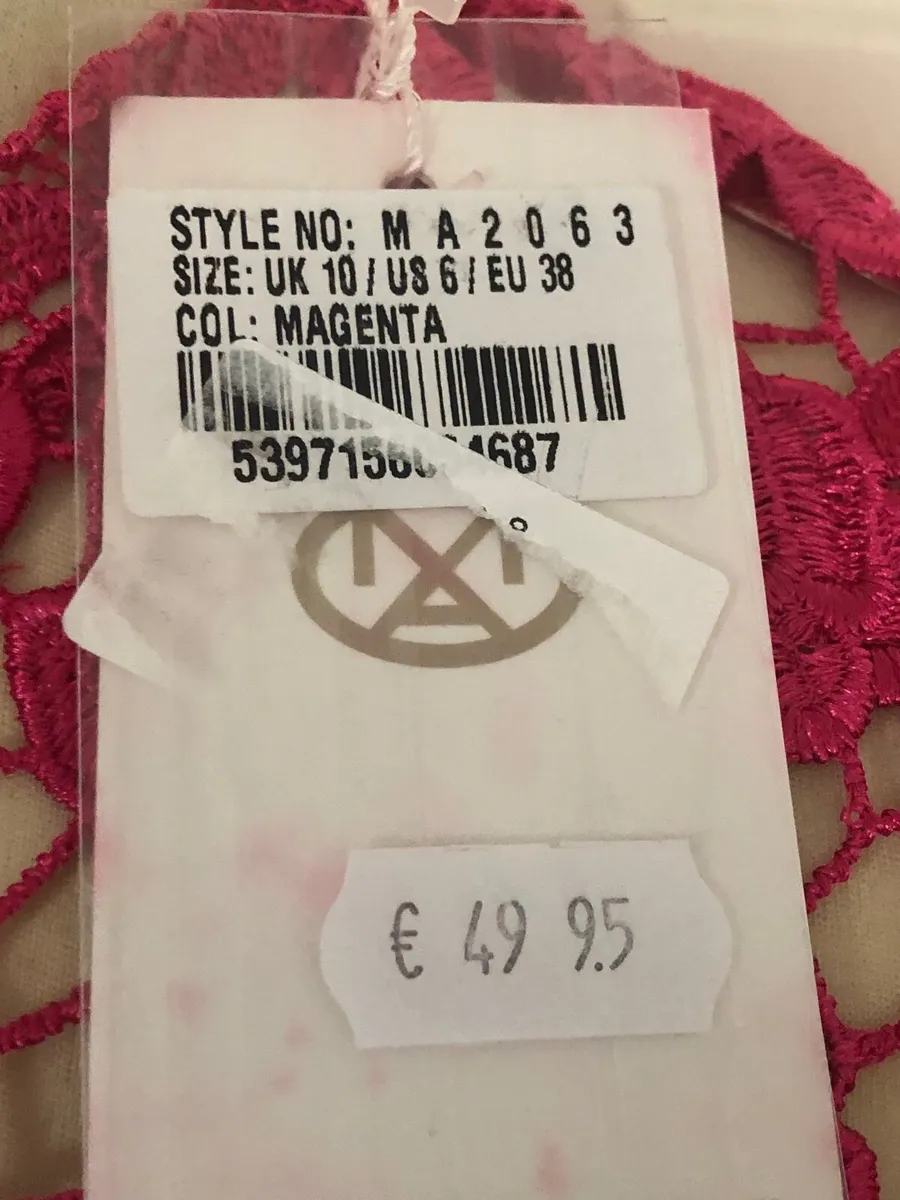 STYLE NO: M A 2 0 6 3
SIZE: UK 10 / US 6 / EU 38
COL: MAGENTA
€ 49 9.5